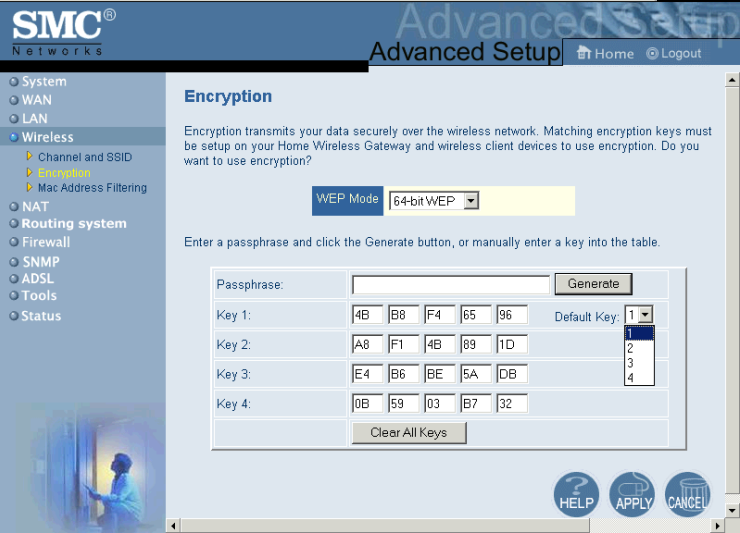 SMC®
Networks
Advanced Setup
Advanced Setup
Home
Logout
System
WAN
LAN
Wireless
Channel and SSID
Encryption
Mac Address Filtering
NAT
Routing system
Firewall
SNMP
ADSL
Tools
Status
Encryption
Encryption transmits your data securely over the wireless network. Matching encryption keys must
be setup on your Home Wireless Gateway and wireless client devices to use encryption. Do you
want to use encryption?
WEP Mode 64-bit WEP
Enter a passphrase and click the Generate button, or manually enter a key into the table.
Passphrase: Generate
Key 1: 4B B8 F4 65 96 Default Key: 1
1
2
3
4
Key 2: A8 F1 4B 89 1D
Key 3: E4 B6 BE 5A DB
Key 4: 0B 59 03 B7 32
Clear All Keys
HELP APPLY CANCEL